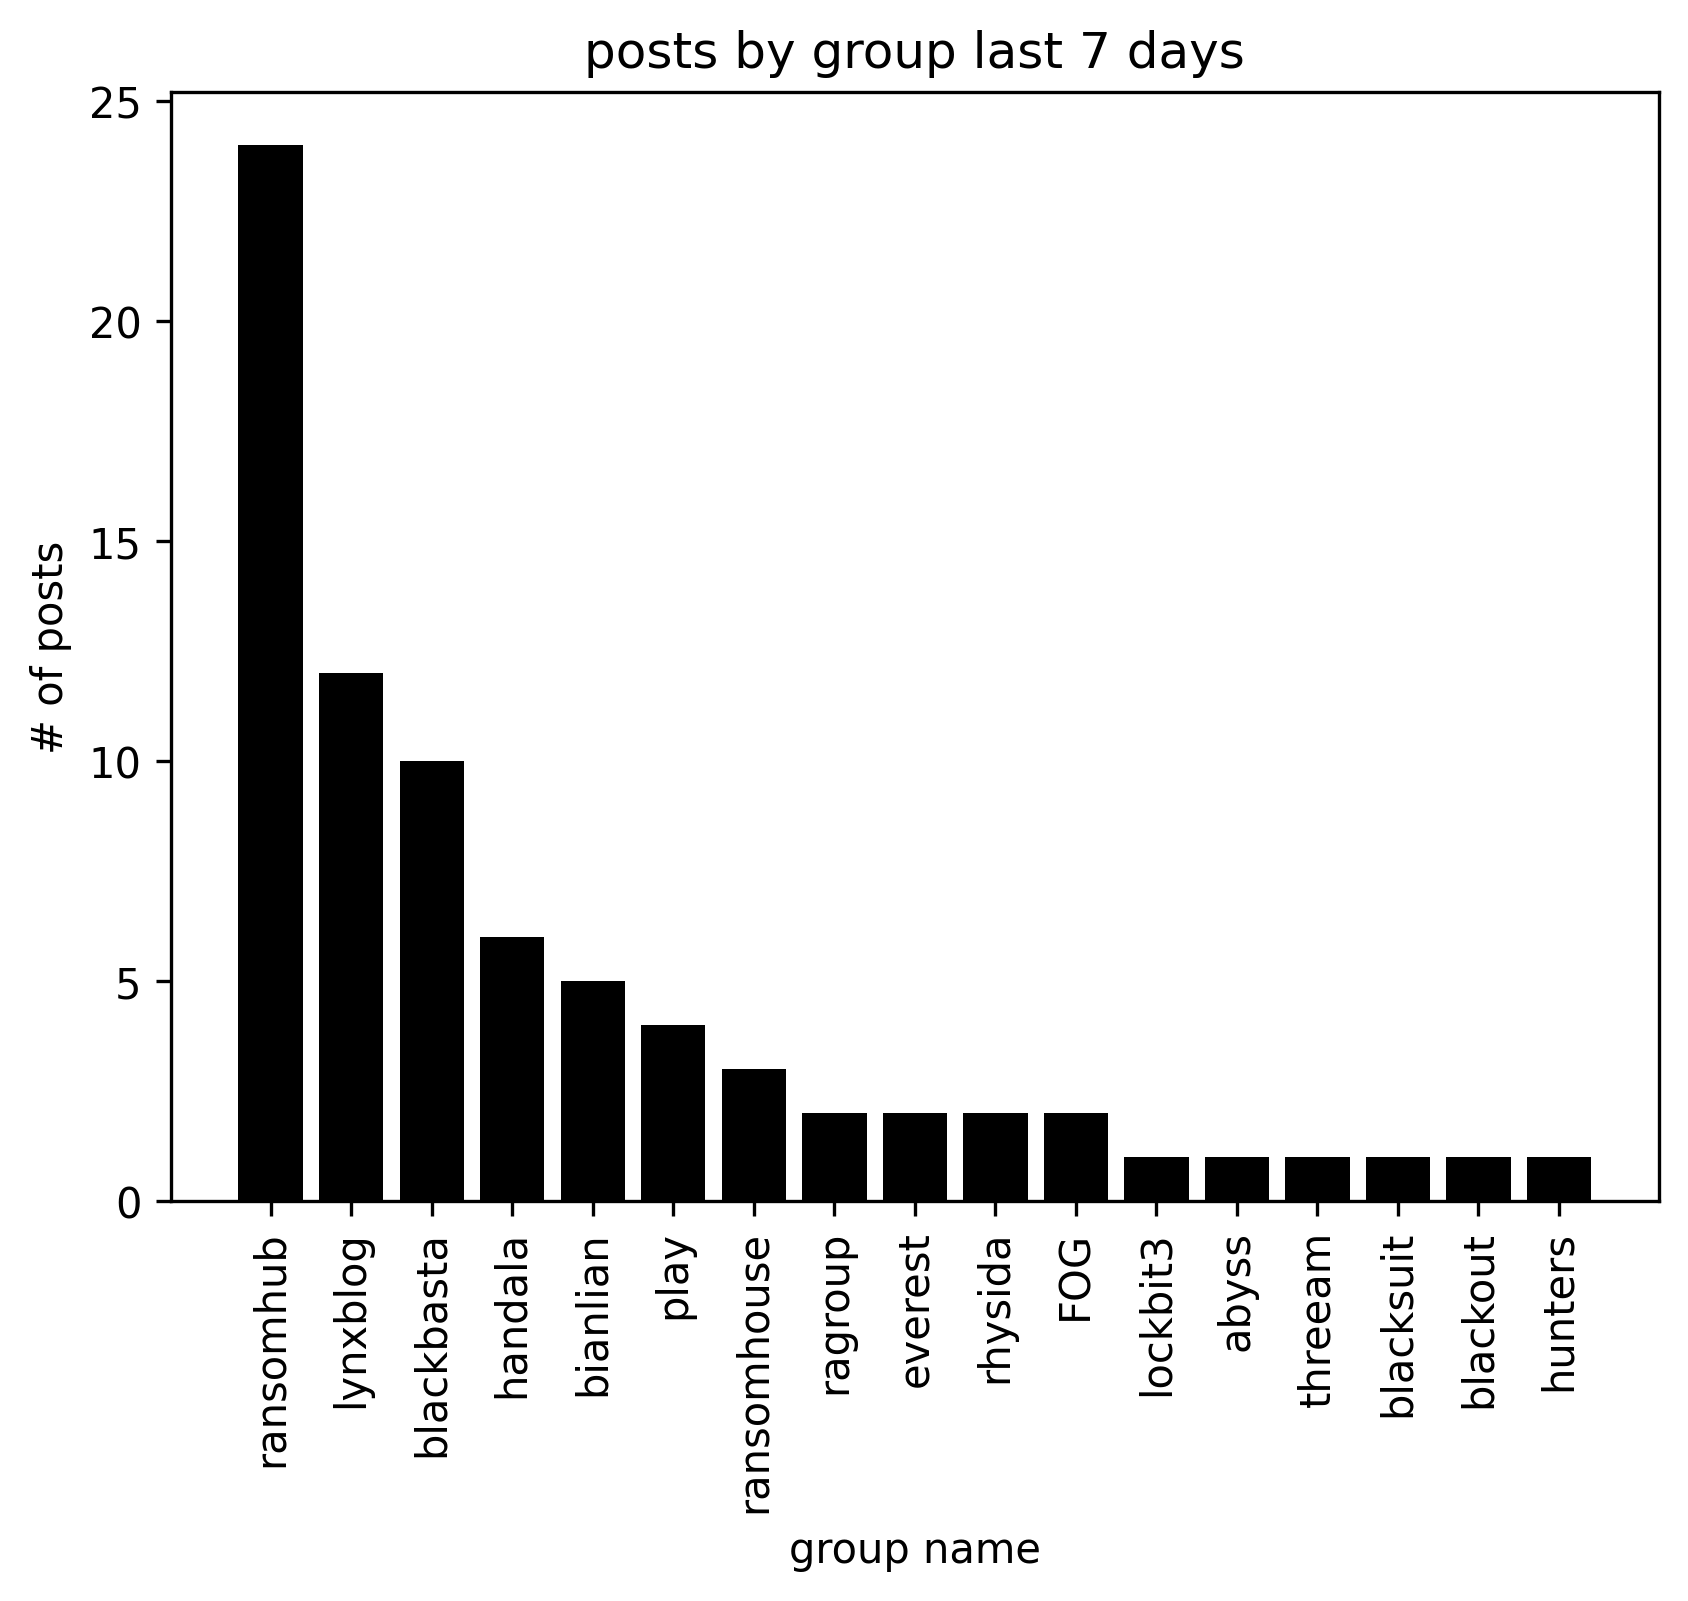 posts by group last 7 days
25
20
15
10
5
0
# of posts
ransomhub
lynxblog
blackbasta
handala
bianlian
play
ransomhouse
ragroup
everest
rhysida
FOG
lockbit3
abyss
threeam
blacksuit
blackout
hunters
group name